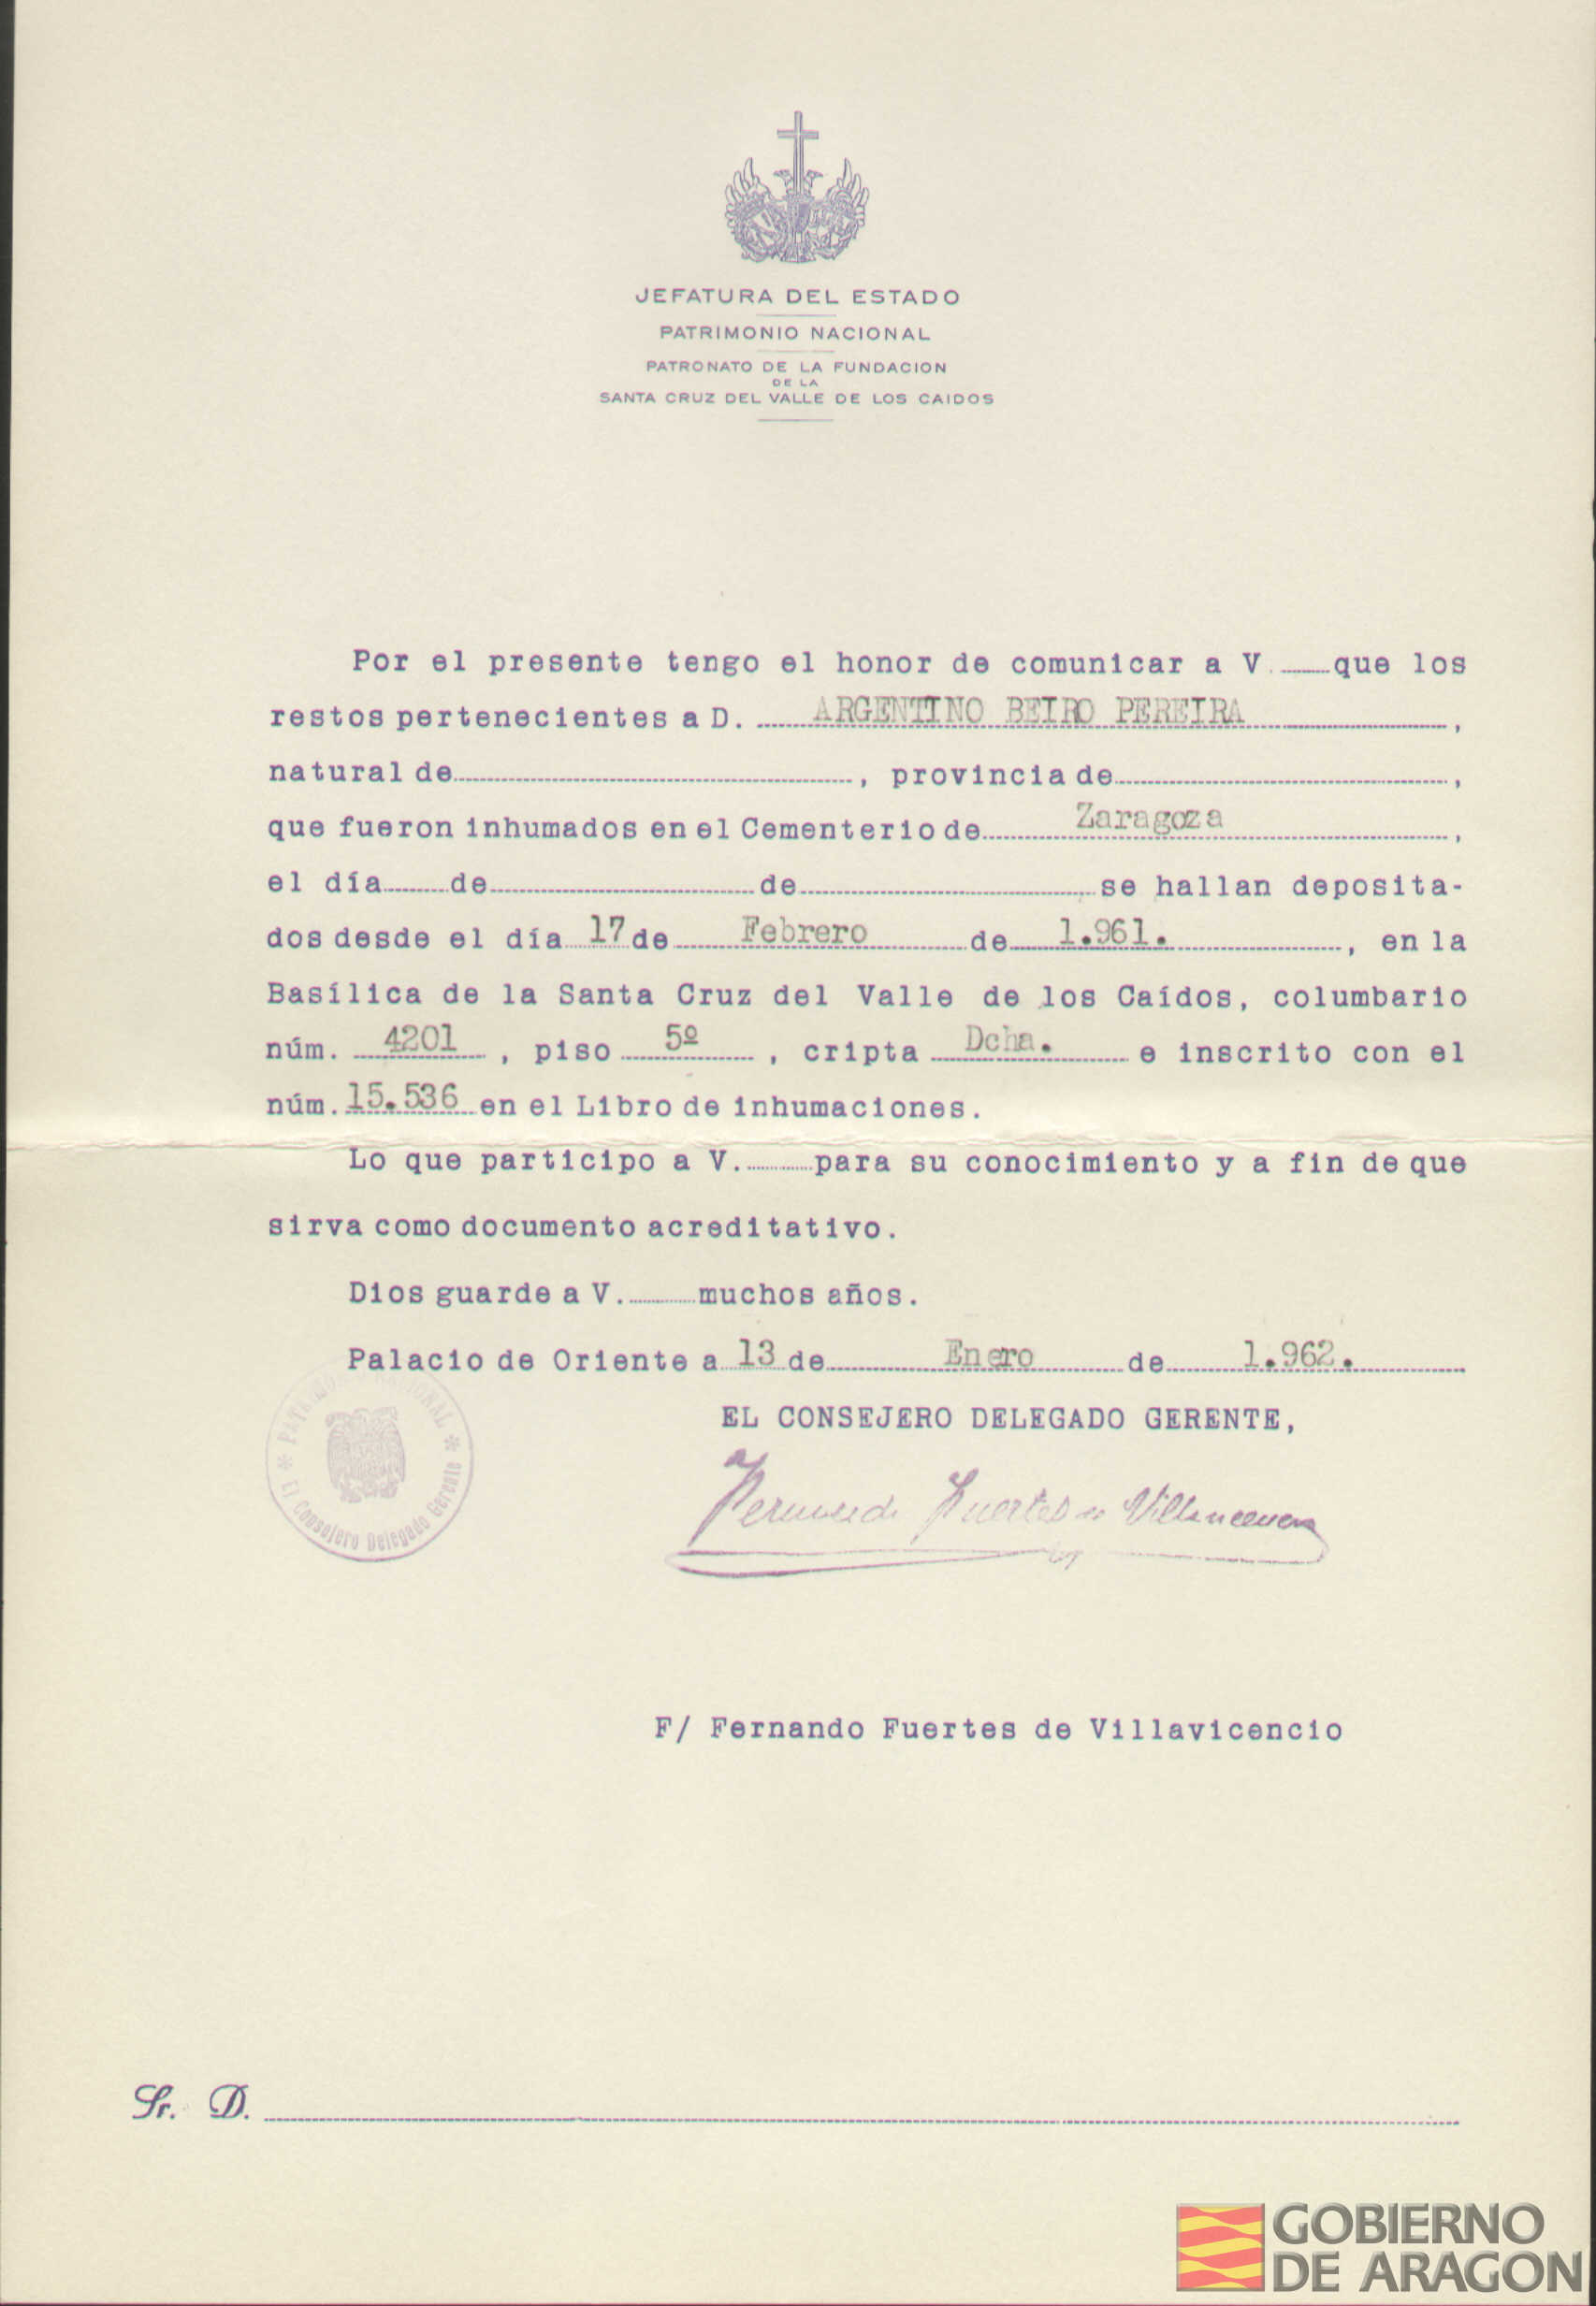 JEFATURA DEL ESTADO
PATRIMONIO NACIONAL
PATRONATO DE LA FUNDACION
DE LA
SANTA CRUZ DEL VALLE DE LOS CAIDOS
Por el presente tengo el honor de comunicar a V. que los
restos pertenecientes a D. ARGENTINO BEIRO PEREIRA ,
natural de , provincia de ,
que fueron inhumados en el Cementerio de Zaragoza ,
el día de de se hallan deposita-
dos desde el día 17 de Febrero de 1.961. , en la
Basílica de la Santa Cruz del Valle de los Caídos, columbario
núm. 4201 , piso 5º , cripta Dcha. e inscrito con el
núm. 15.536 en el Libro de inhumaciones.
Lo que participo a V. para su conocimiento y a fin de que
sirva como documento acreditativo.
Dios guarde a V. muchos años.
Palacio de Oriente a 13 de Enero de 1.962.
PATRIMONIO NACIONAL
El Consejero Delegado Gerente
EL CONSEJERO DELEGADO GERENTE,
Fernando Fuertes de Villavicencio
F/ Fernando Fuertes de Villavicencio
Sr. D.
GOBIERNO
DE ARAGON